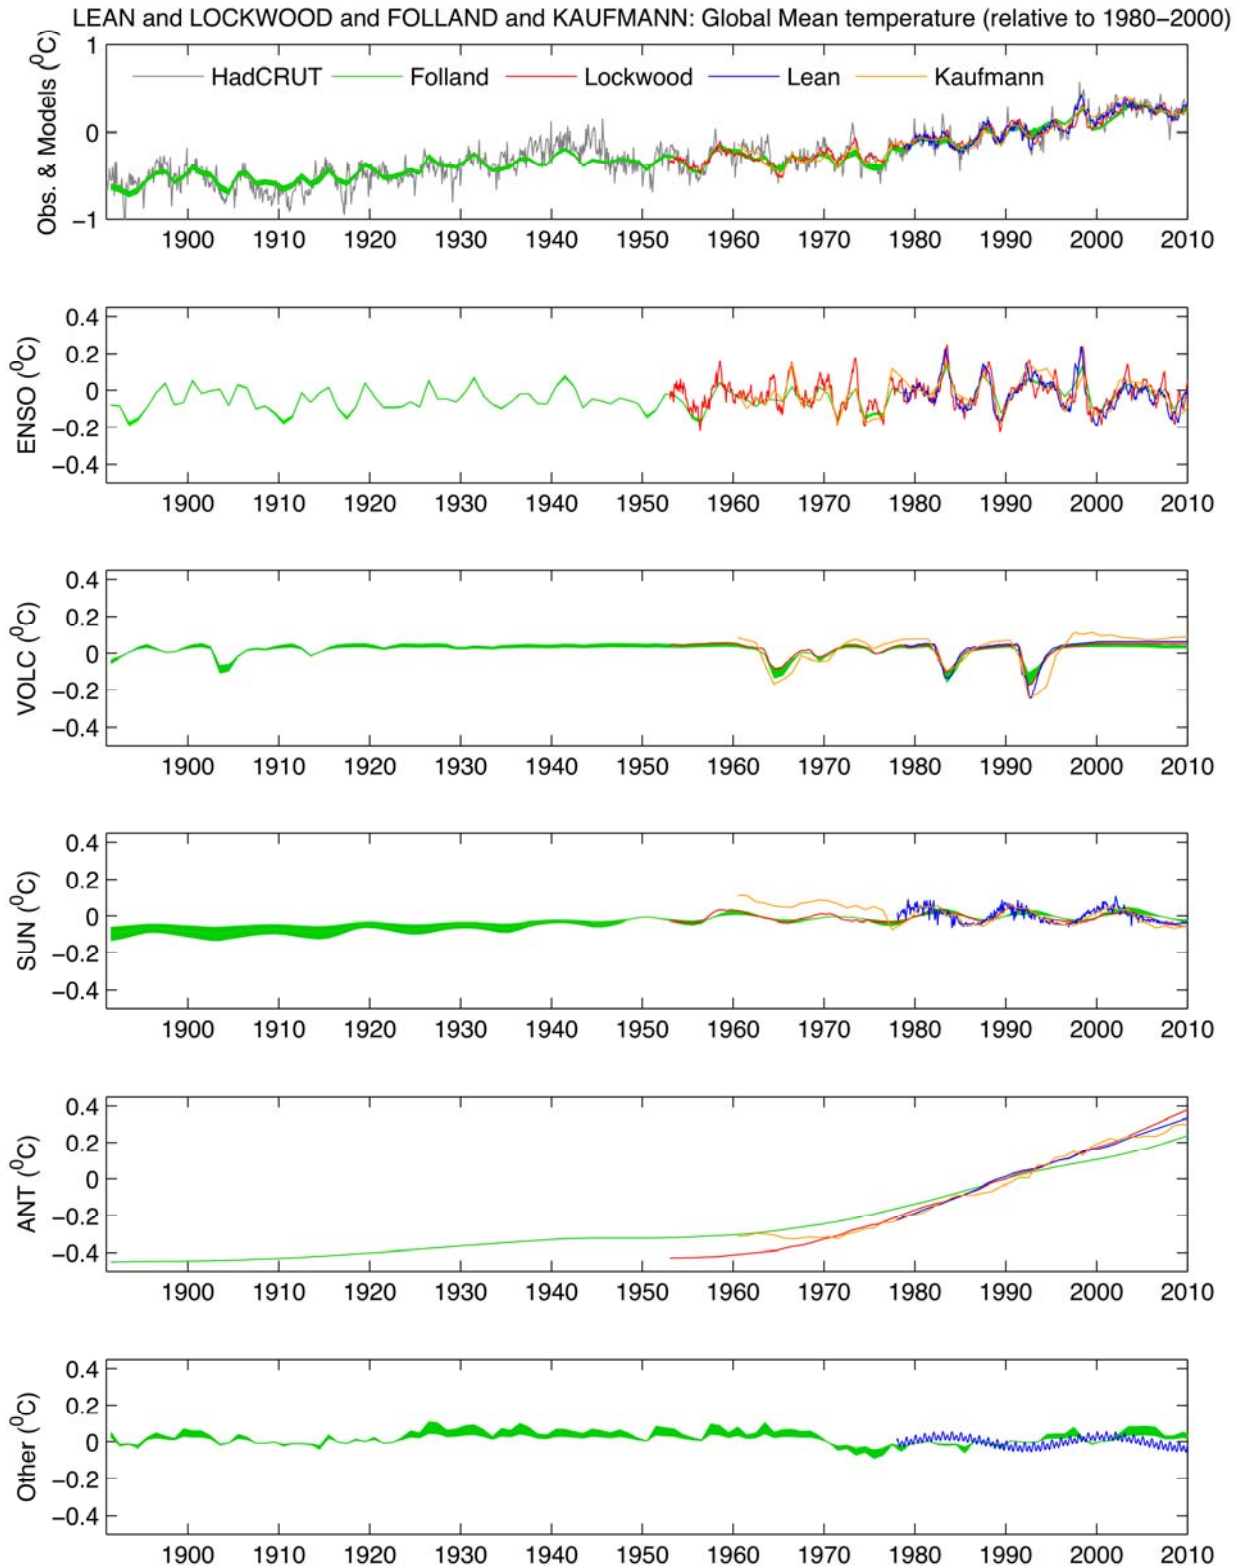 LEAN and LOCKWOOD and FOLLAND and KAUFMANN: Global Mean temperature (relative to 1980−2000)
Obs. & Models (⁰C)
1
0
−1
HadCRUT Folland Lockwood Lean Kaufmann
1900 1910 1920 1930 1940 1950 1960 1970 1980 1990 2000 2010
ENSO (⁰C)
0.4
0.2
0
−0.2
−0.4
1900 1910 1920 1930 1940 1950 1960 1970 1980 1990 2000 2010
VOLC (⁰C)
0.4
0.2
0
−0.2
−0.4
1900 1910 1920 1930 1940 1950 1960 1970 1980 1990 2000 2010
SUN (⁰C)
0.4
0.2
0
−0.2
−0.4
1900 1910 1920 1930 1940 1950 1960 1970 1980 1990 2000 2010
ANT (⁰C)
0.4
0.2
0
−0.2
−0.4
1900 1910 1920 1930 1940 1950 1960 1970 1980 1990 2000 2010
Other (⁰C)
0.4
0.2
0
−0.2
−0.4
1900 1910 1920 1930 1940 1950 1960 1970 1980 1990 2000 2010